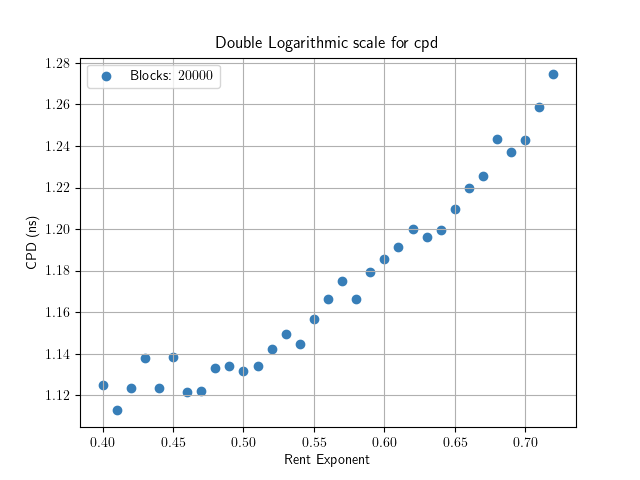 Double Logarithmic scale for cpd
Blocks: 20000
CPD (ns)
1.28
1.26
1.24
1.22
1.20
1.18
1.16
1.14
1.12
0.40 0.45 0.50 0.55 0.60 0.65 0.70
Rent Exponent